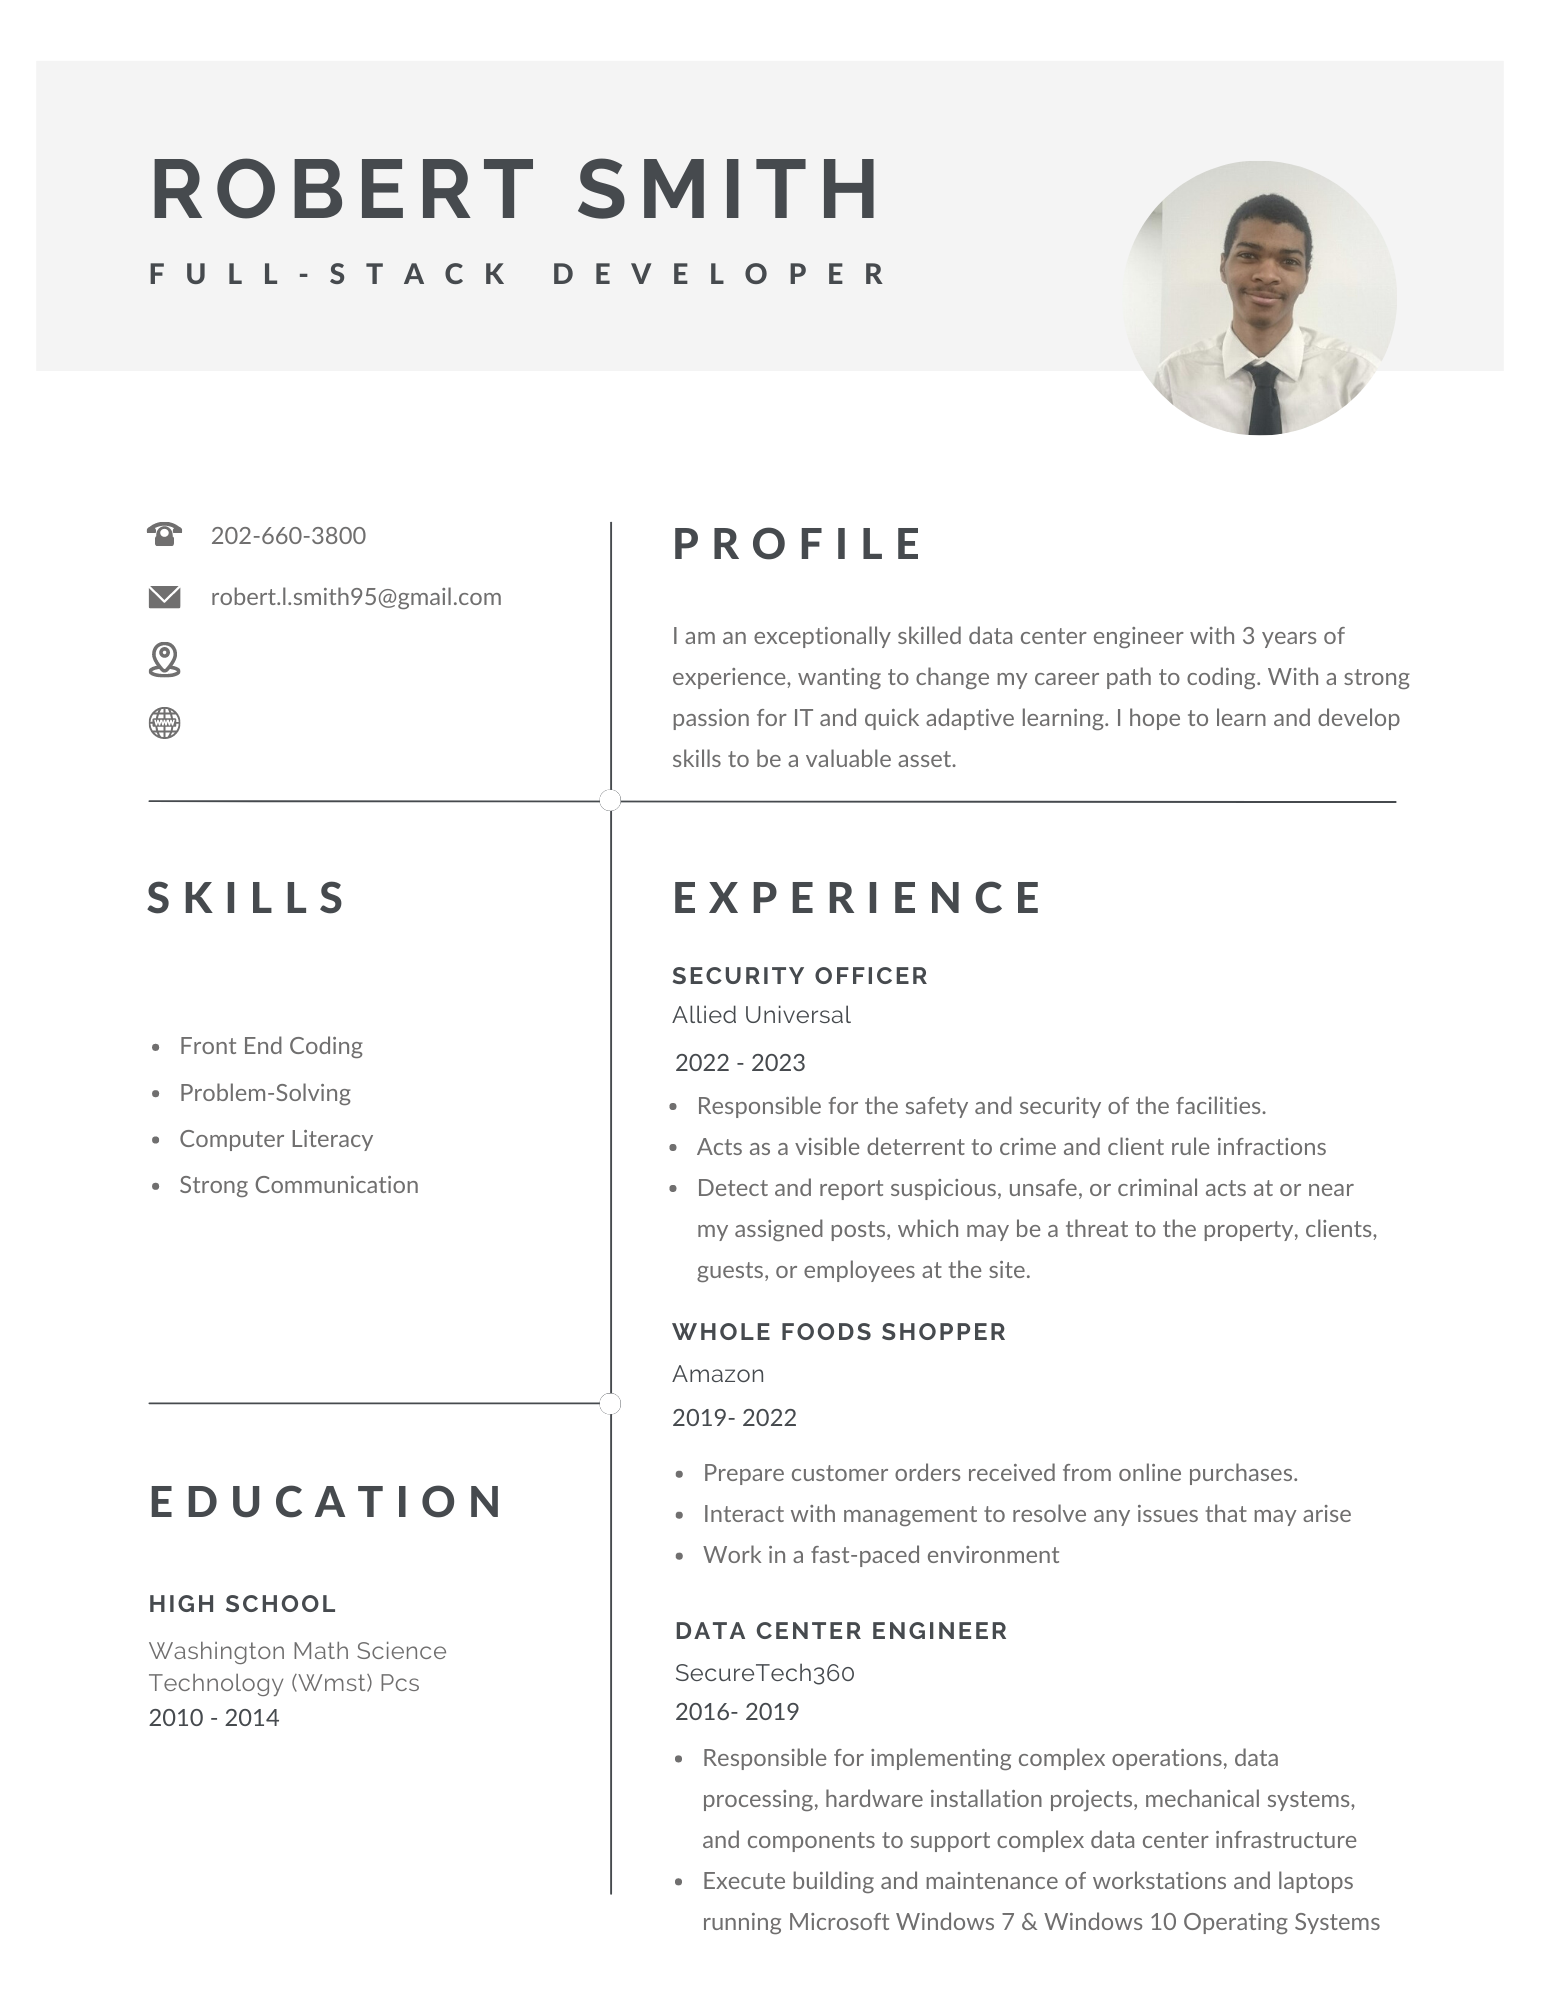 ROBERT SMITH
FULL-STACK DEVELOPER
202-660-3800
robert.l.smith95@gmail.com
WWW
PROFILE
I am an exceptionally skilled data center engineer with 3 years of
experience, wanting to change my career path to coding. With a strong
passion for IT and quick adaptive learning. I hope to learn and develop
skills to be a valuable asset.
SKILLS
Front End Coding
Problem-Solving
Computer Literacy
Strong Communication
EDUCATION
HIGH SCHOOL
Washington Math Science
Technology (Wmst) Pcs
2010 - 2014
EXPERIENCE
SECURITY OFFICER
Allied Universal
2022 - 2023
Responsible for the safety and security of the facilities.
Acts as a visible deterrent to crime and client rule infractions
Detect and report suspicious, unsafe, or criminal acts at or near
my assigned posts, which may be a threat to the property, clients,
guests, or employees at the site.
WHOLE FOODS SHOPPER
Amazon
2019- 2022
Prepare customer orders received from online purchases.
Interact with management to resolve any issues that may arise
Work in a fast-paced environment
DATA CENTER ENGINEER
SecureTech360
2016- 2019
Responsible for implementing complex operations, data
processing, hardware installation projects, mechanical systems,
and components to support complex data center infrastructure
Execute building and maintenance of workstations and laptops
running Microsoft Windows 7 & Windows 10 Operating Systems